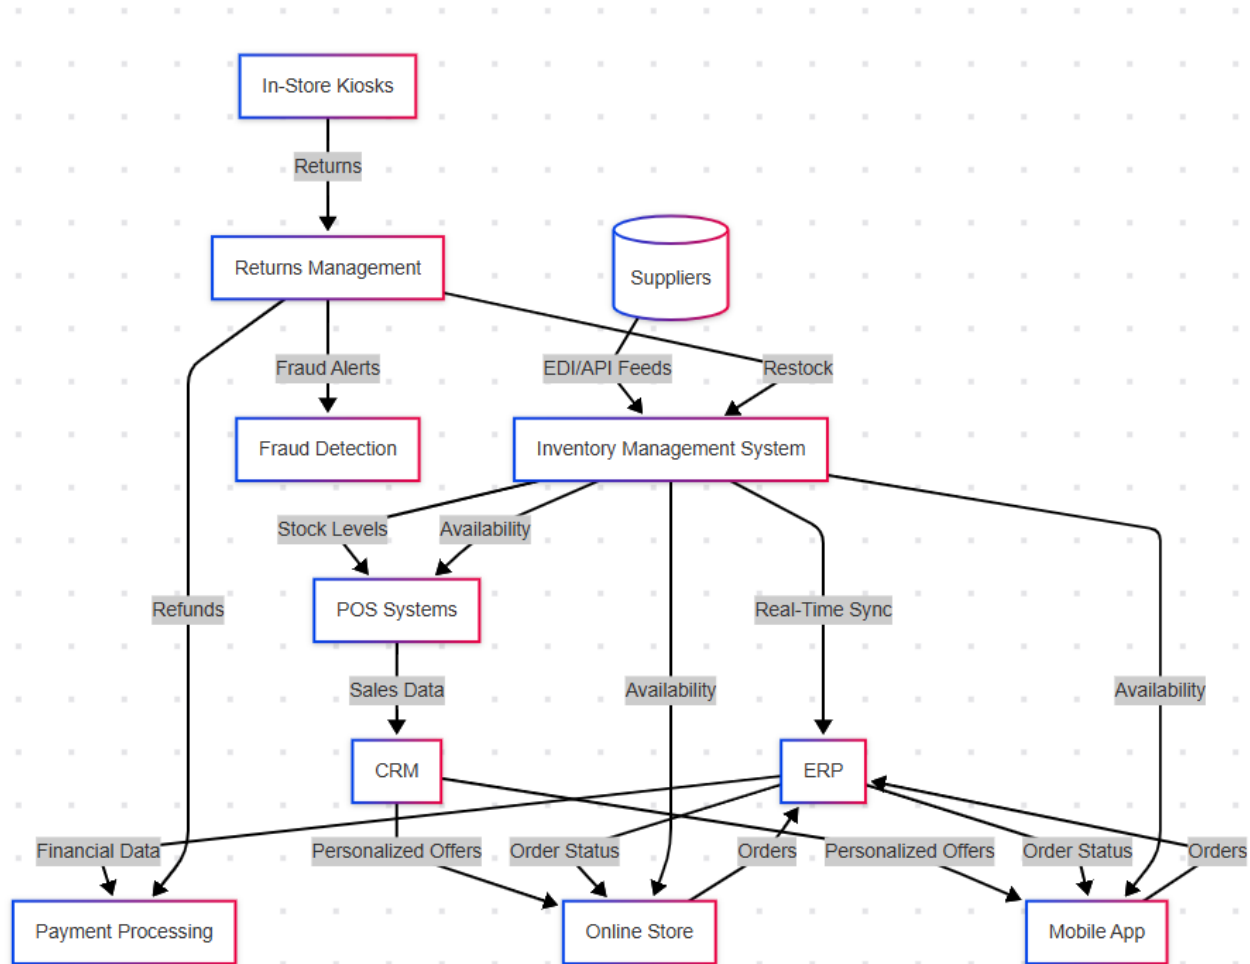 In-Store Kiosks
Returns
Returns Management
Suppliers
Fraud Alerts
EDI/API Feeds
Restock
Fraud Detection
Inventory Management System
Stock Levels
Availability
POS Systems
Refunds
Real-Time Sync
Sales Data
Availability
Availability
CRM
ERP
Financial Data
Personalized Offers
Order Status
Orders
Personalized Offers
Order Status
Orders
Payment Processing
Online Store
Mobile App